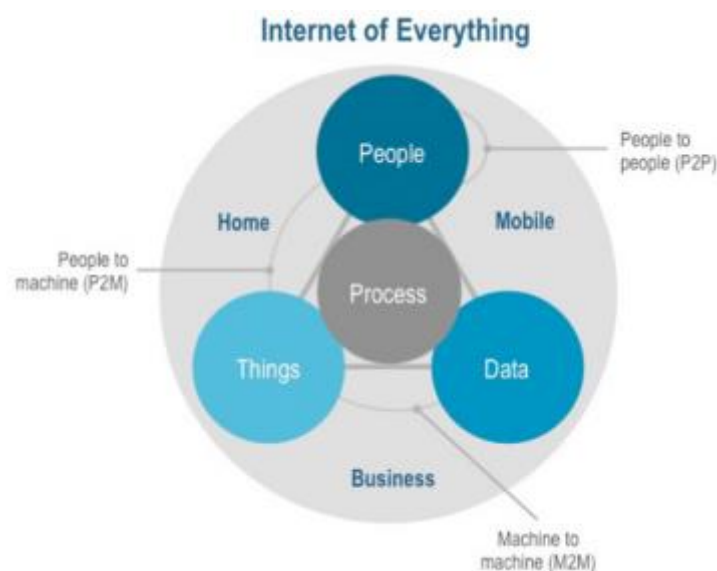 Internet of Everything
People
People to
people (P2P)
Home
Mobile
People to
machine (P2M)
Process
Things
Data
Business
Machine to
machine (M2M)